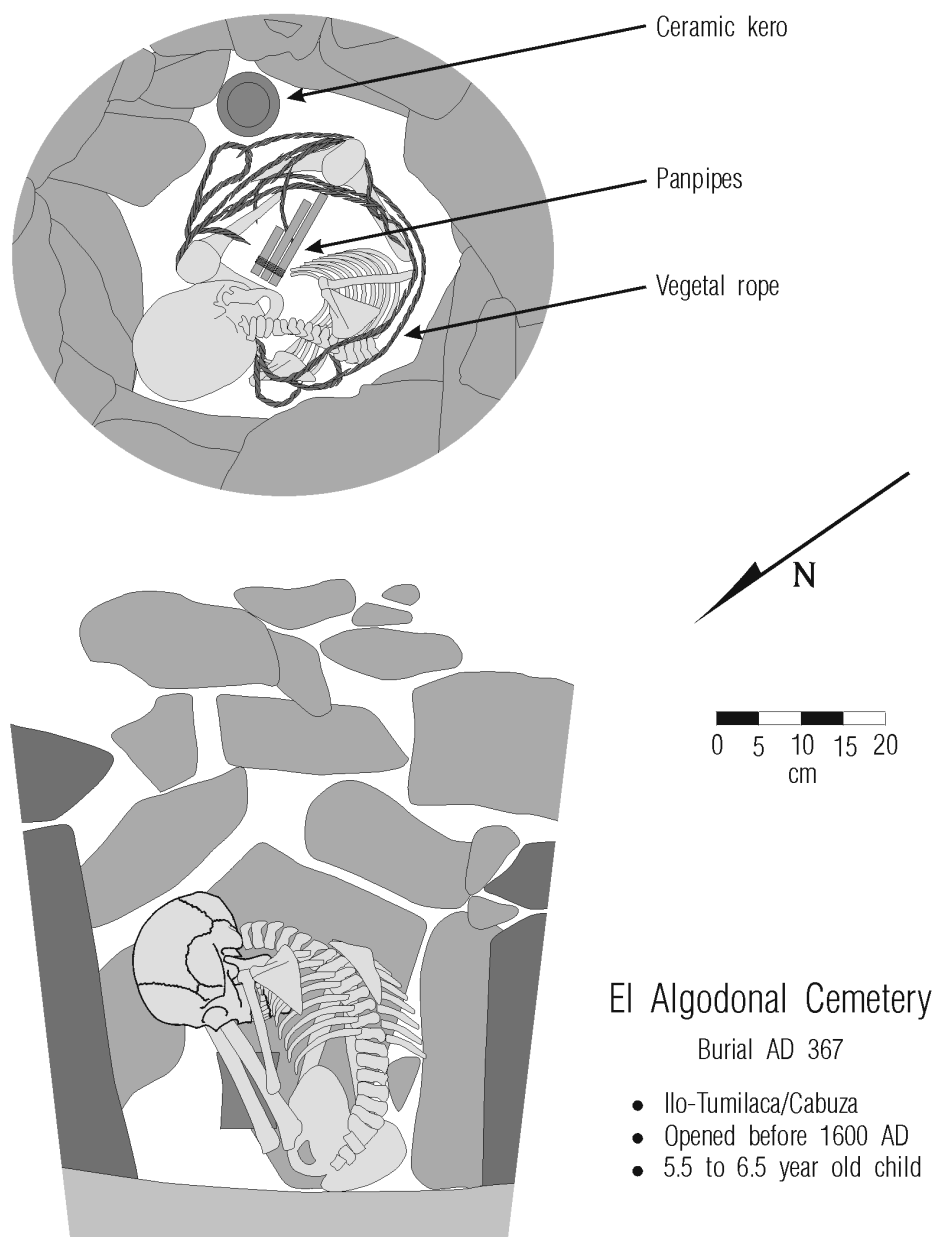 Ceramic kero
Panpipes
Vegetal rope
N
0 5 10 15 20
cm
El Algodonal Cemetery
Burial AD 367
● Ilo-Tumilaca/Cabuza
● Opened before 1600 AD
● 5.5 to 6.5 year old child